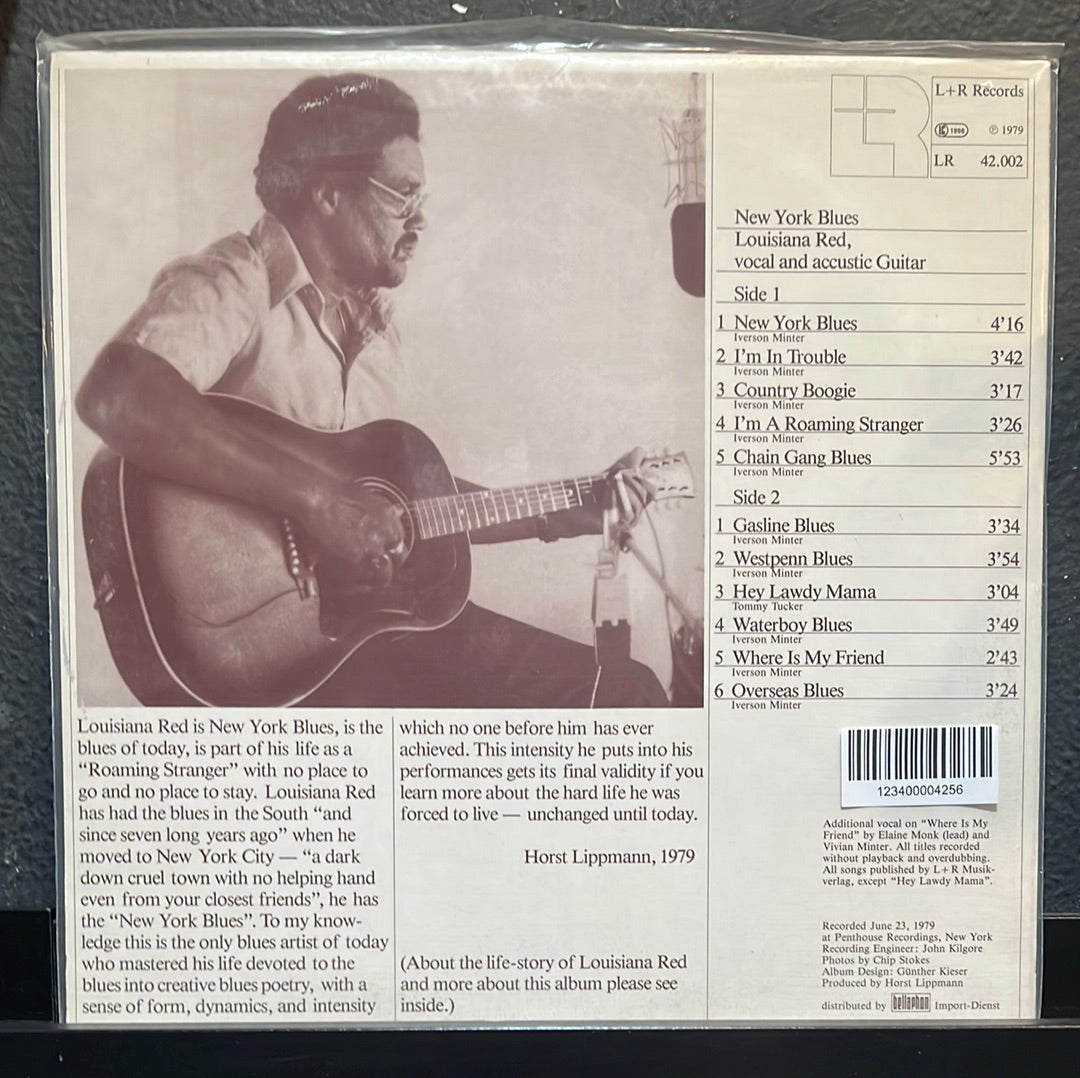 LR
L+R Records
LC 1996
℗ 1979
LR 42.002
New York Blues
Louisiana Red,
vocal and accustic Guitar
Side 1
1 New York Blues 4'16
Iverson Minter
2 I'm In Trouble 3'42
Iverson Minter
3 Country Boogie 3'17
Iverson Minter
4 I'm A Roaming Stranger 3'26
Iverson Minter
5 Chain Gang Blues 5'53
Iverson Minter
Side 2
1 Gasline Blues 3'34
Iverson Minter
2 Westpenn Blues 3'54
Iverson Minter
3 Hey Lawdy Mama 3'04
Tommy Tucker
4 Waterboy Blues 3'49
Iverson Minter
5 Where Is My Friend 2'43
Iverson Minter
6 Overseas Blues 3'24
Iverson Minter
Louisiana Red is New York Blues, is the
blues of today, is part of his life as a
“Roaming Stranger” with no place to
go and no place to stay. Louisiana Red
has had the blues in the South “and
since seven long years ago” when he
moved to New York City — “a dark
down cruel town with no helping hand
even from your closest friends”, he has
the “New York Blues”. To my know-
ledge this is the only blues artist of today
who mastered his life devoted to the
blues into creative blues poetry, with a
sense of form, dynamics, and intensity
which no one before him has ever
achieved. This intensity he puts into his
performances gets its final validity if you
learn more about the hard life he was
forced to live — unchanged until today.
Horst Lippmann, 1979
(About the life-story of Louisiana Red
and more about this album please see
inside.)
123400004256
Additional vocal on “Where Is My
Friend” by Elaine Monk (lead) and
Vivian Minter. All titles recorded
without playback and overdubbing.
All songs published by L+R Musik-
verlag, except “Hey Lawdy Mama”.
Recorded June 23, 1979
at Penthouse Recordings, New York
Recording Engineer: John Kilgore
Photos by Chip Stokes
Album Design: Günther Kieser
Produced by Horst Lippmann
distributed by bellaphon Import-Dienst